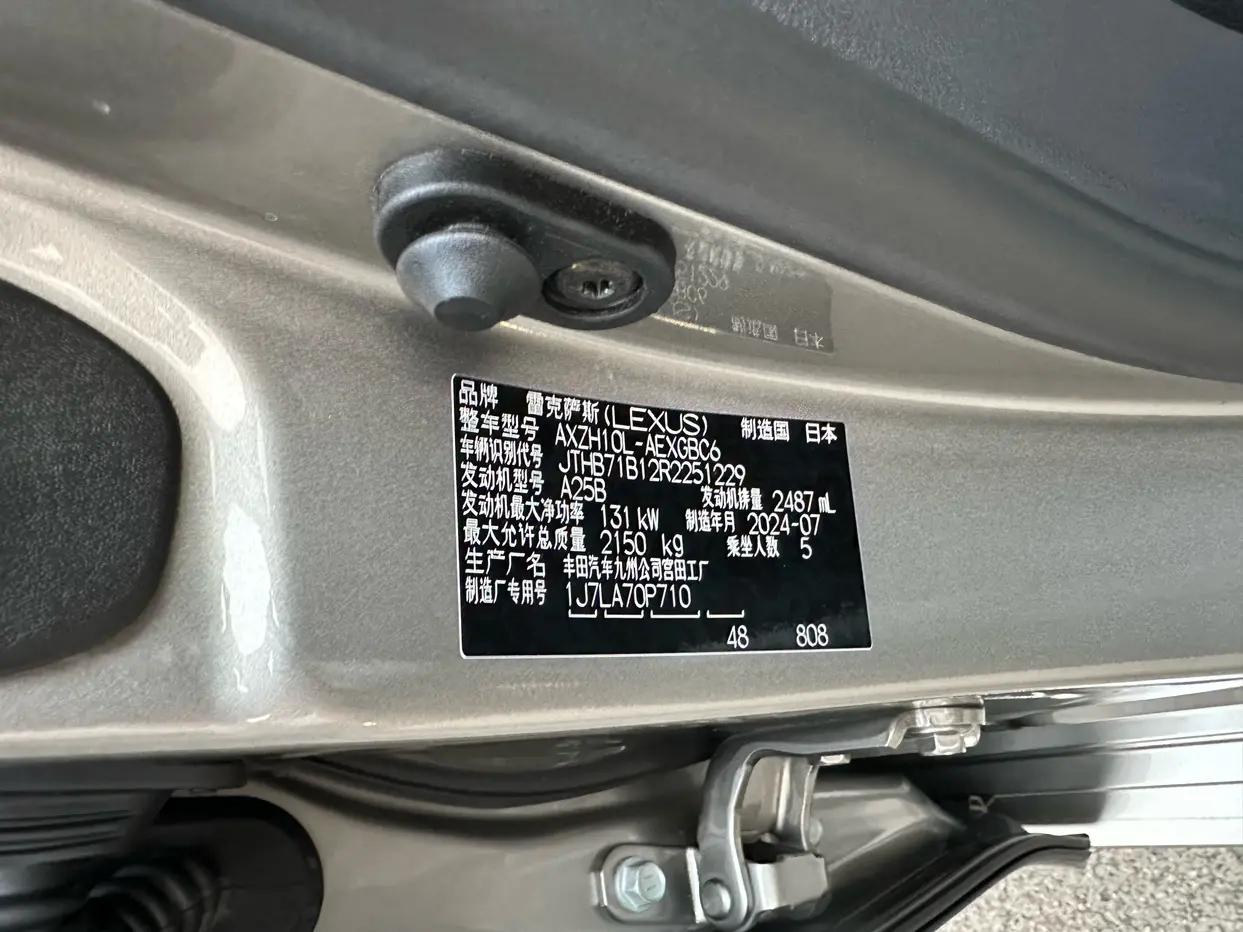 品牌 雷克萨斯(LEXUS) 制造国 日本
整车型号 AXZH10L-AEXGBC6
车辆识别代号 JTHB71B12R2251229
发动机型号 A25B 发动机排量 2487 mL
发动机最大净功率 131 kW 制造年月 2024-07
最大允许总质量 2150 kg 乘坐人数 5
生产厂名 丰田汽车九州公司宫田工厂
制造厂专用号 1J7LA70P710
48 808